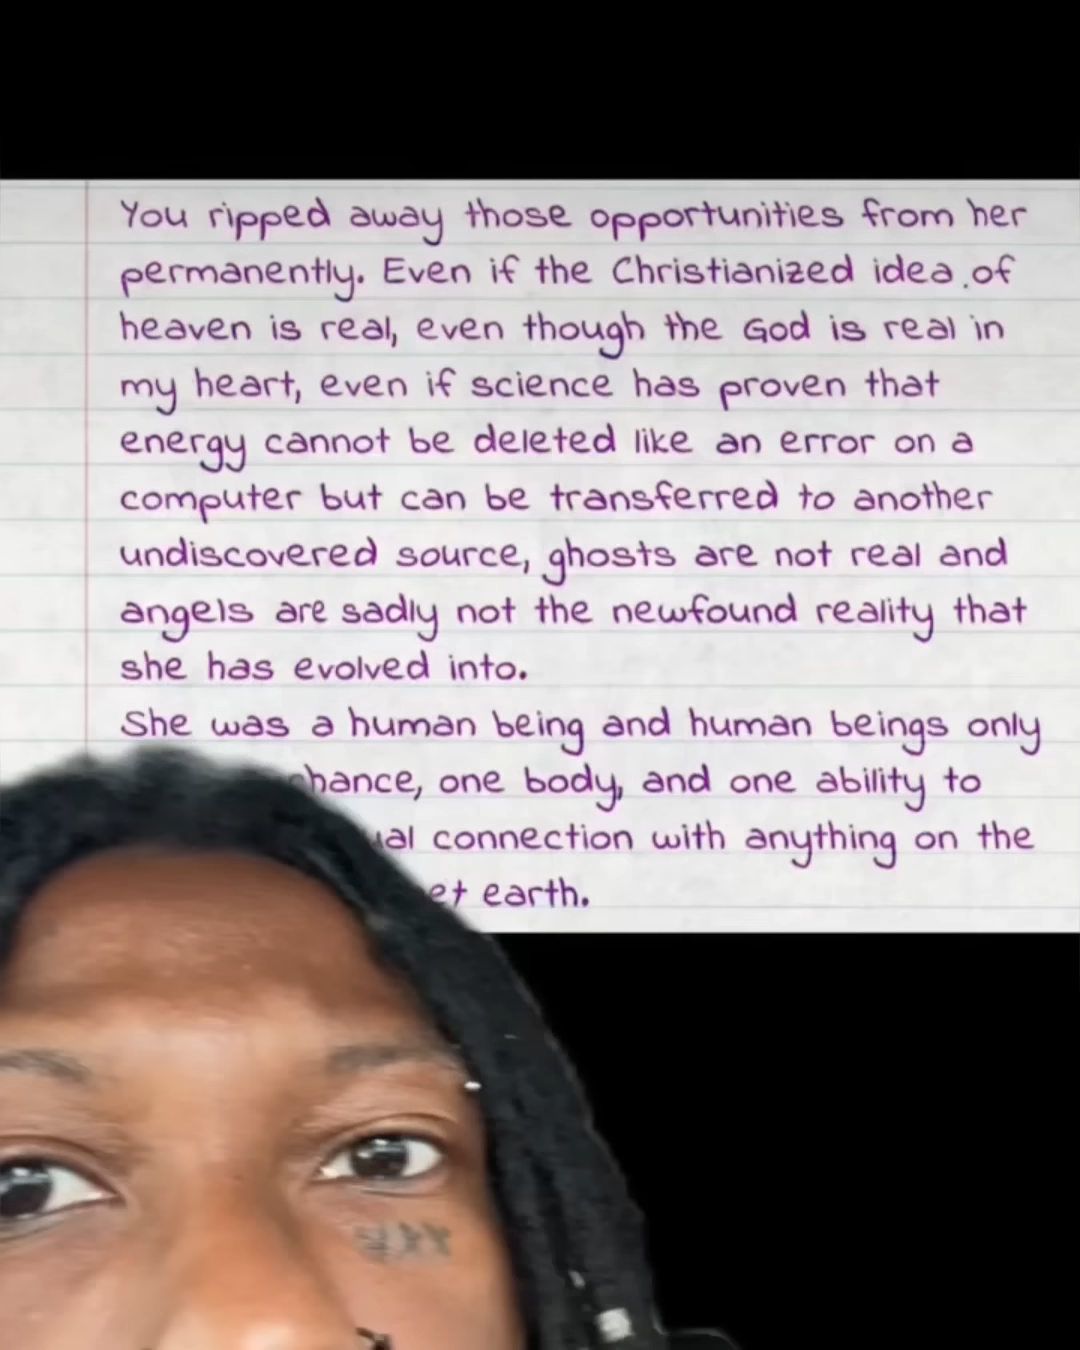 You ripped away those opportunities from her
permanently. Even if the Christianized idea of
heaven is real, even though the God is real in
my heart, even if science has proven that
energy cannot be deleted like an error on a
computer but can be transferred to another
undiscovered source, ghosts are not real and
angels are sadly not the newfound reality that
she has evolved into.
She was a human being and human beings only
one body, and one ability to
connection with anything on the
earth.